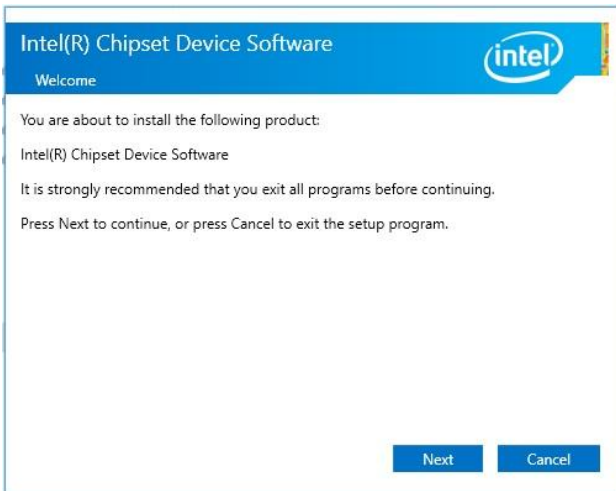 Intel(R) Chipset Device Software
intel
Welcome
You are about to install the following product:
Intel(R) Chipset Device Software
It is strongly recommended that you exit all programs before continuing.
Press Next to continue, or press Cancel to exit the setup program.
Next Cancel